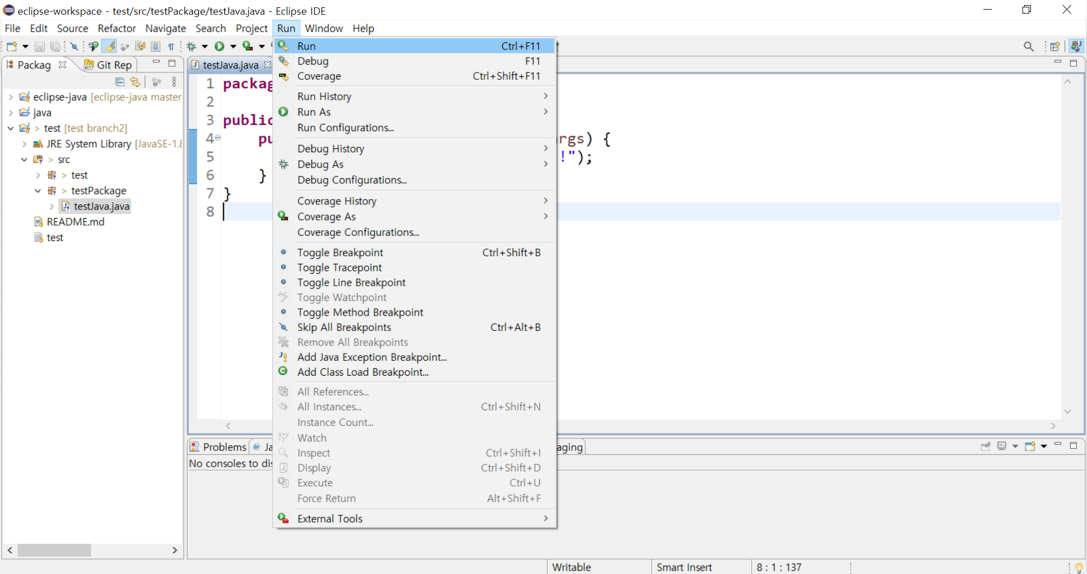 eclipse-workspace - test/src/testPackage/testJava.java - Eclipse IDE
File Edit Source Refactor Navigate Search Project Run Window Help
Packag Git Rep
testJava.java
eclipse-java [eclipse-java master
java
> test [test branch2]
JRE System Library [JavaSE-1.8
> src
> test
> testPackage
testJava.java
README.md
test
1 packag
2
3 public
4 pu rgs) {
5 !");
6 }
7 }
8
Run Ctrl+F11
Debug F11
Coverage Ctrl+Shift+F11
Run History
Run As
Run Configurations...
Debug History
Debug As
Debug Configurations...
Coverage History
Coverage As
Coverage Configurations...
Toggle Breakpoint Ctrl+Shift+B
Toggle Tracepoint
Toggle Line Breakpoint
Toggle Watchpoint
Toggle Method Breakpoint
Skip All Breakpoints Ctrl+Alt+B
Remove All Breakpoints
Add Java Exception Breakpoint...
Add Class Load Breakpoint...
All References...
All Instances... Ctrl+Shift+N
Instance Count...
Watch
Inspect Ctrl+Shift+I
Display Ctrl+Shift+D
Execute Ctrl+U
Force Return Alt+Shift+F
External Tools
Problems Ja aging
No consoles to dis
Writable Smart Insert 8 : 1 : 137